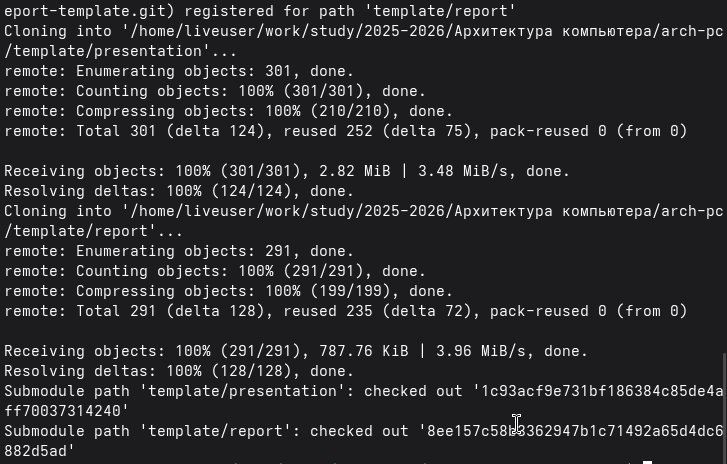 eport-template.git) registered for path 'template/report'
Cloning into '/home/liveuser/work/study/2025-2026/Архитектура компьютера/arch-pc
/template/presentation'...
remote: Enumerating objects: 301, done.
remote: Counting objects: 100% (301/301), done.
remote: Compressing objects: 100% (210/210), done.
remote: Total 301 (delta 124), reused 252 (delta 75), pack-reused 0 (from 0)
Receiving objects: 100% (301/301), 2.82 MiB | 3.48 MiB/s, done.
Resolving deltas: 100% (124/124), done.
Cloning into '/home/liveuser/work/study/2025-2026/Архитектура компьютера/arch-pc
/template/report'...
remote: Enumerating objects: 291, done.
remote: Counting objects: 100% (291/291), done.
remote: Compressing objects: 100% (199/199), done.
remote: Total 291 (delta 128), reused 235 (delta 72), pack-reused 0 (from 0)
Receiving objects: 100% (291/291), 787.76 KiB | 3.96 MiB/s, done.
Resolving deltas: 100% (128/128), done.
Submodule path 'template/presentation': checked out '1c93acf9e731bf186384c85de4a
ff70037314240'
Submodule path 'template/report': checked out '8ee157c58b3362947b1c71492a65d4dc6
882d5ad'